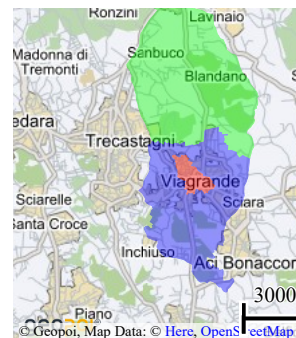 Ronzini
Lavinaio
Sanbuco
Madonna di
Tremonti
Blandano
edara
Trecastagni
Viagrande
Sciarelle
Sciara
Santa Croce
Inchiuso
Aci Bonaccor
3000
Piano
© Geopoi, Map Data: © Here, OpenStreetMap